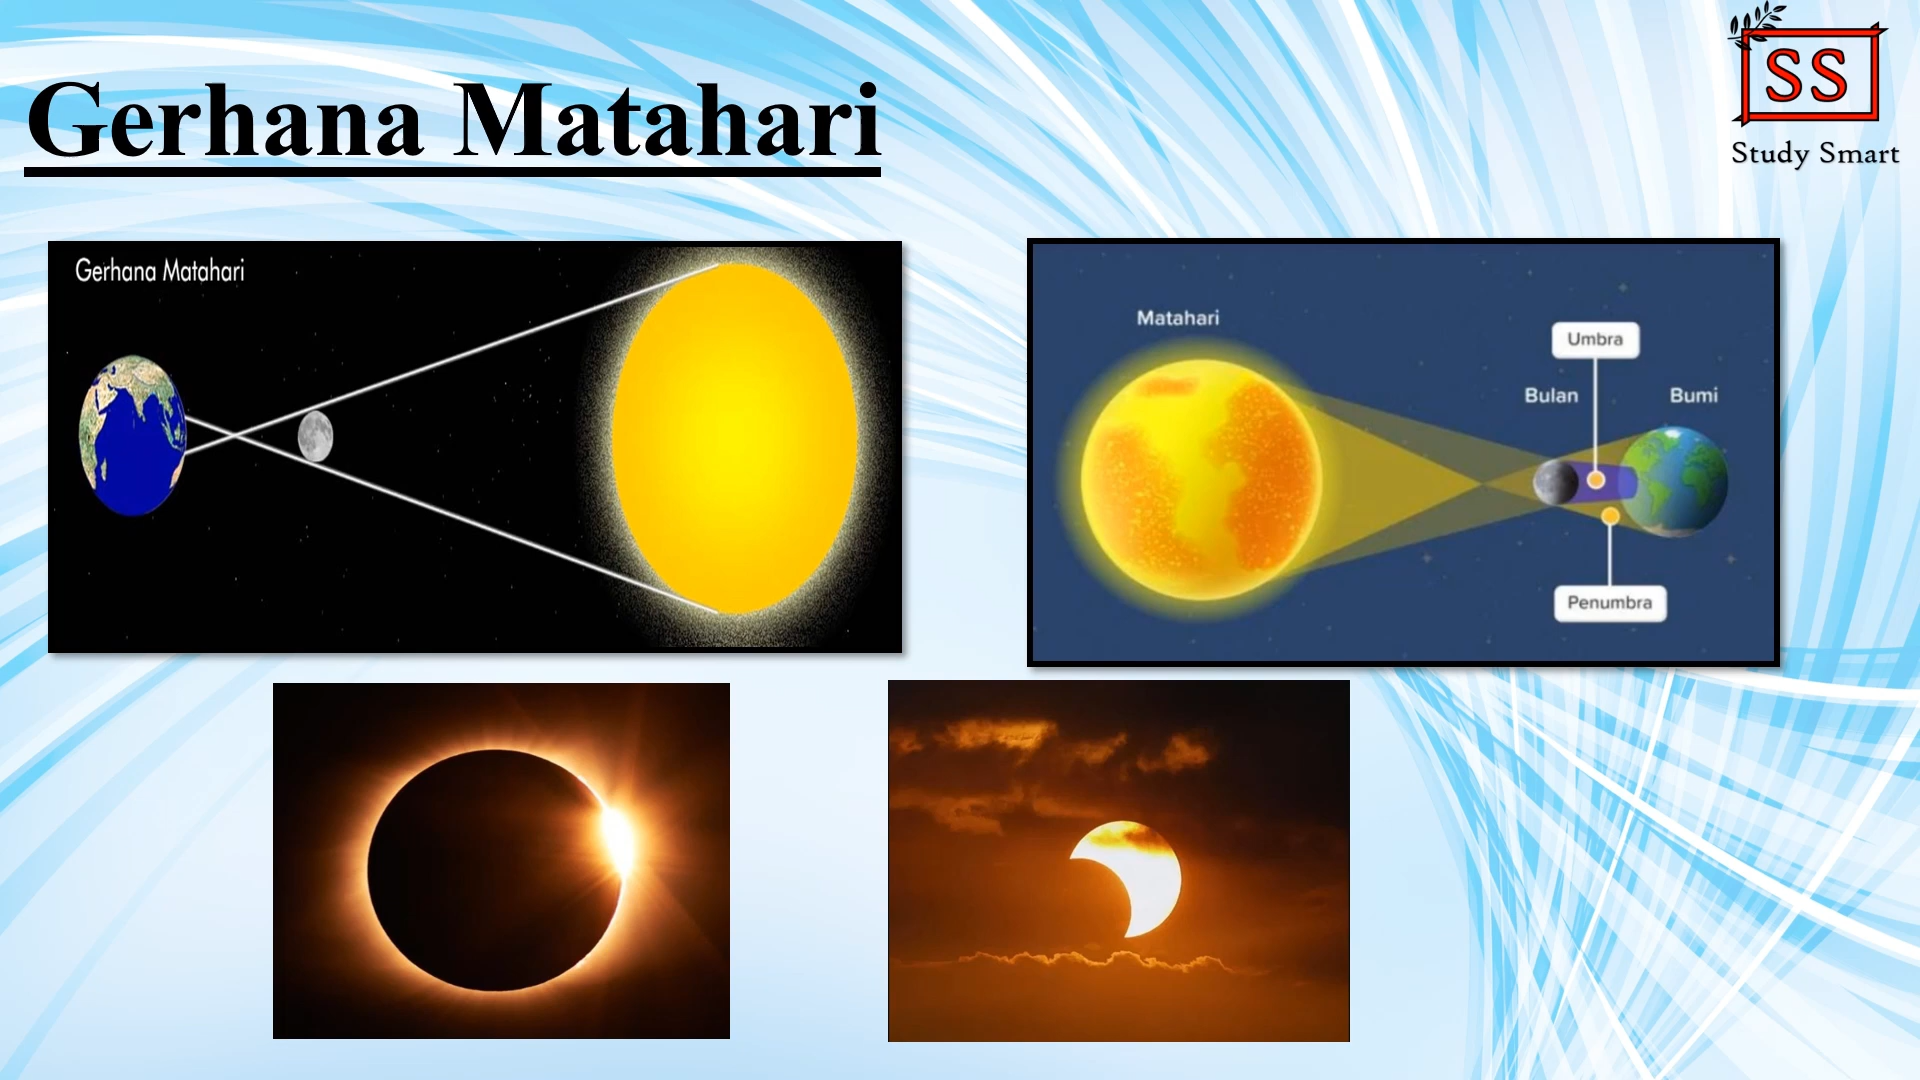 Gerhana Matahari
SS
Study Smart
Gerhana Matahari
Matahari
Umbra
Bulan
Bumi
Penumbra